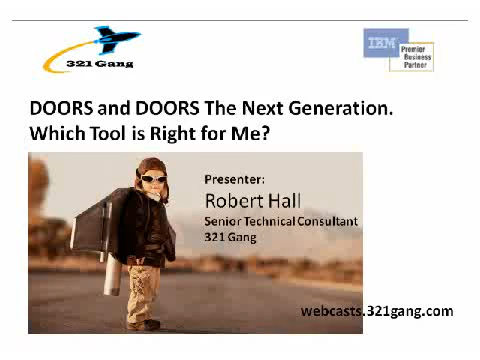 321 Gang
IBM
Premier
Business
Partner
DOORS and DOORS The Next Generation.
Which Tool is Right for Me?
Presenter:
Robert Hall
Senior Technical Consultant
321 Gang
webcasts.321gang.com